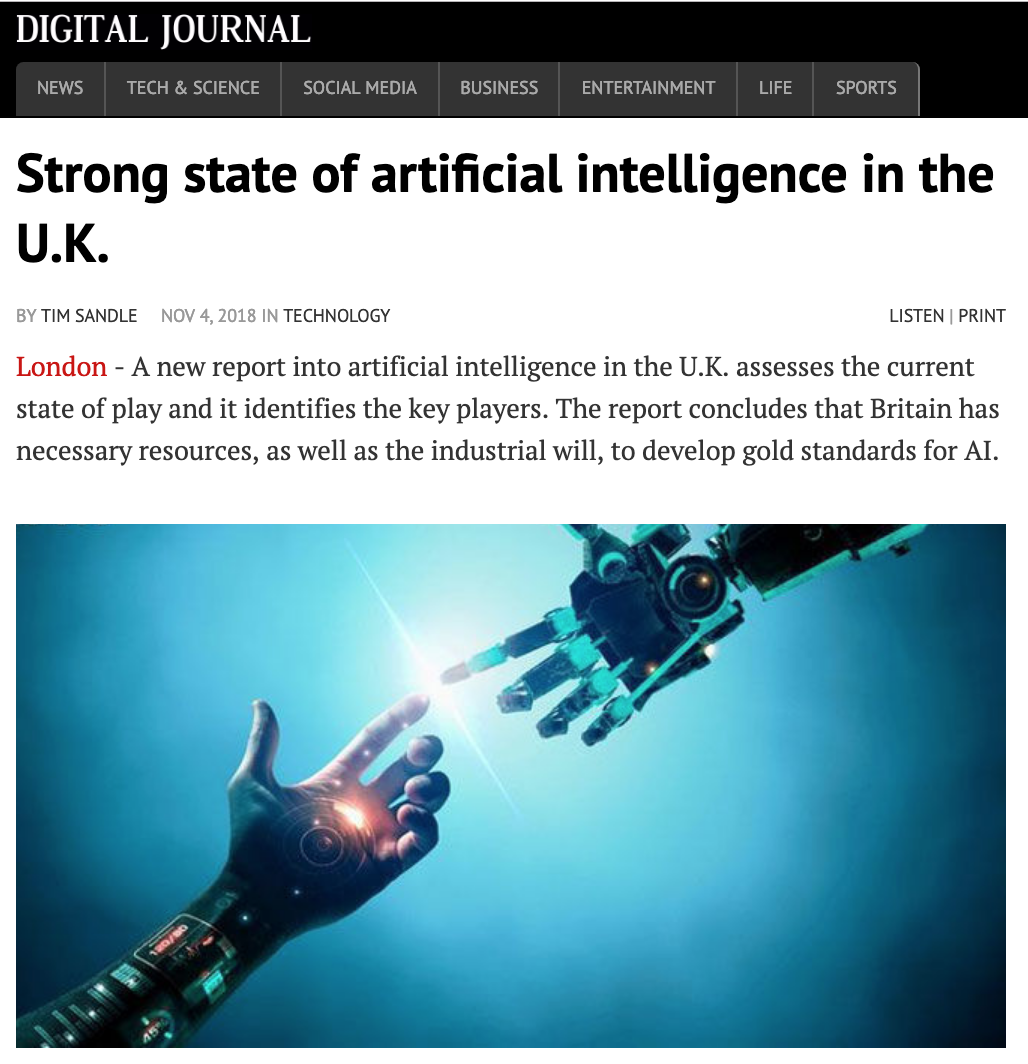 DIGITAL JOURNAL
NEWS TECH & SCIENCE SOCIAL MEDIA BUSINESS ENTERTAINMENT LIFE SPORTS
Strong state of artificial intelligence in the
U.K.
BY TIM SANDLE NOV 4, 2018 IN TECHNOLOGY LISTEN | PRINT
London - A new report into artificial intelligence in the U.K. assesses the current
state of play and it identifies the key players. The report concludes that Britain has
necessary resources, as well as the industrial will, to develop gold standards for AI.